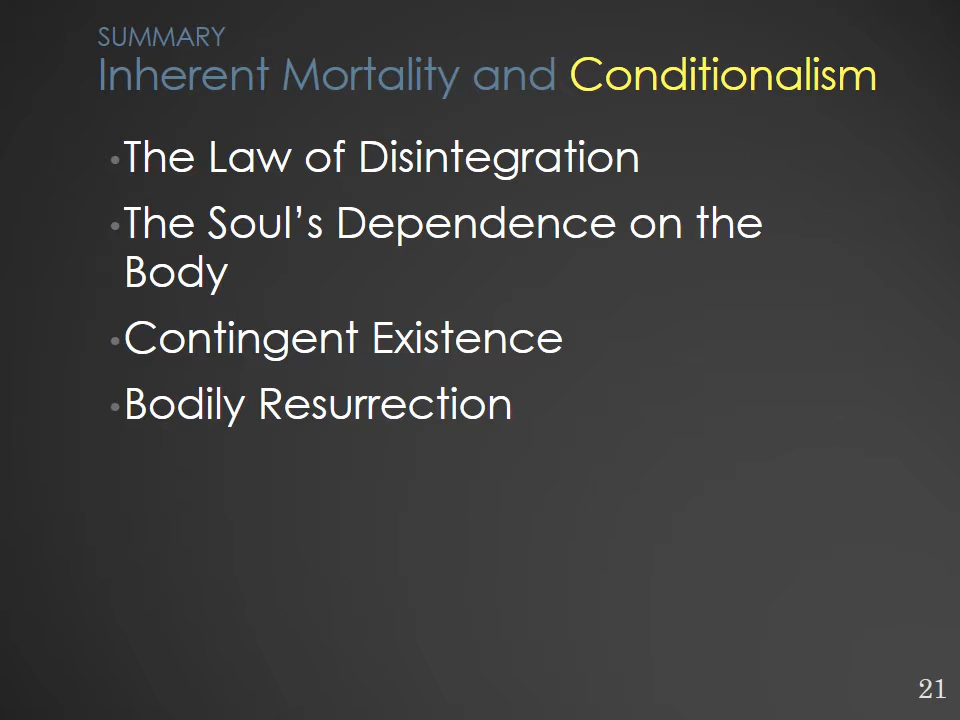 SUMMARY
Inherent Mortality and Conditionalism
•The Law of Disintegration
•The Soul’s Dependence on the
Body
•Contingent Existence
•Bodily Resurrection
21